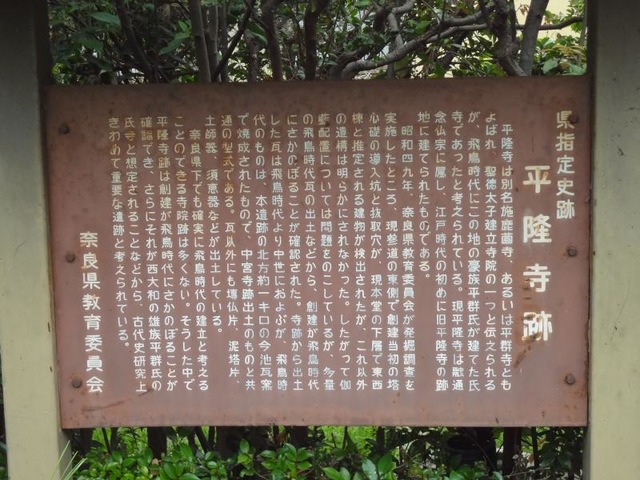 県指定史跡
平隆寺跡
平隆寺は別名施鹿園寺、あるいは平群寺とも
よばれ、聖徳太子建立寺院の一つと伝えられる
が、飛鳥時代にこの地の豪族平群氏が建てた氏
寺であったと考えられている。現平隆寺は融通
念仏宗に属し、江戸時代の初めに旧平隆寺の跡
地に建てられたものである。
昭和四九年、奈良県教育委員会が発掘調査を
実施したところ、現参道の東側で創建当初の塔
心礎の導入坑と抜取穴が、現本堂の下層で東西
棟と推定される建物が検出されたが、これ以外
の遺構は明らかにされなかった。したがって伽
藍配置については問題をのこしているが、多量
の飛鳥時代瓦の出土などから、創建が飛鳥時代
にさかのぼることが確認された。寺跡から出土
した瓦は飛鳥時代より中世におよぶが、飛鳥時
代のものは、本遺跡の北方約一キロの今池瓦窯
で焼成されたもので、中宮寺跡出土のものと共
通の型式である。瓦以外にも塼仏片、泥塔片、
土師器、須恵器などが出土している。
奈良県下でも確実に飛鳥時代の建立と考える
ことのできる寺院跡は多くない。そうした中で
平隆寺跡は創建が飛鳥時代にさかのぼることが
確認でき、さらにそれが西大和の雄族平群氏の
氏寺と想定されることなどから、古代史研究上
きわめて重要な遺跡と考えられている。
奈良県教育委員会